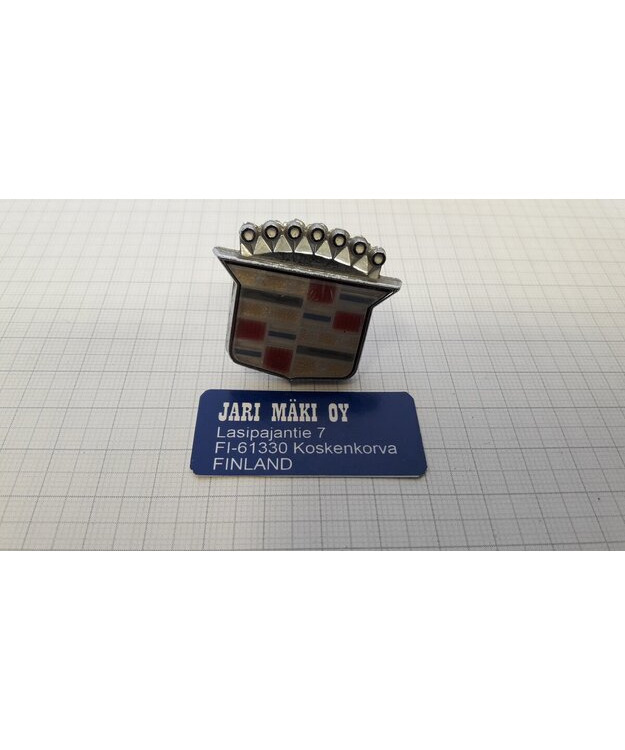 JARI MÄKI OY
Lasipajantie 7
FI-61330 Koskenkorva
FINLAND